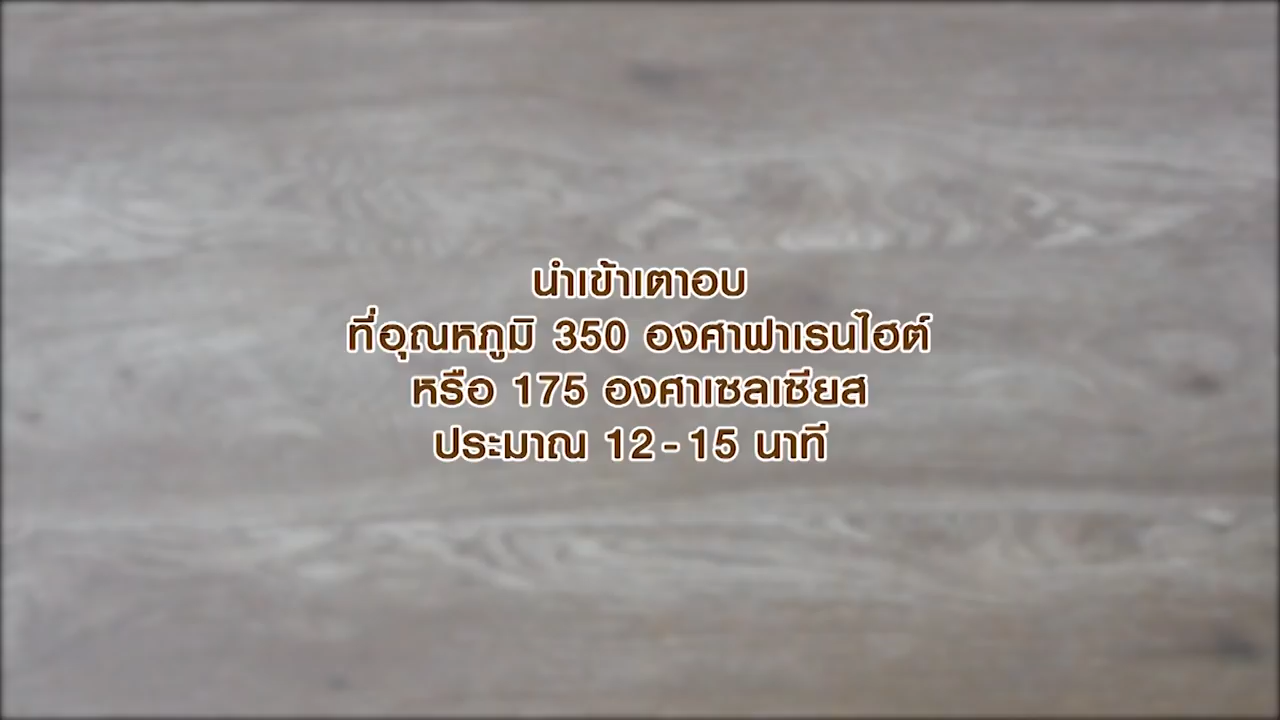 นำเข้าเตาอบ
ที่อุณหภูมิ 350 องศาฟาเรนไฮต์
หรือ 175 องศาเซลเซียส
ประมาณ 12-15 นาที